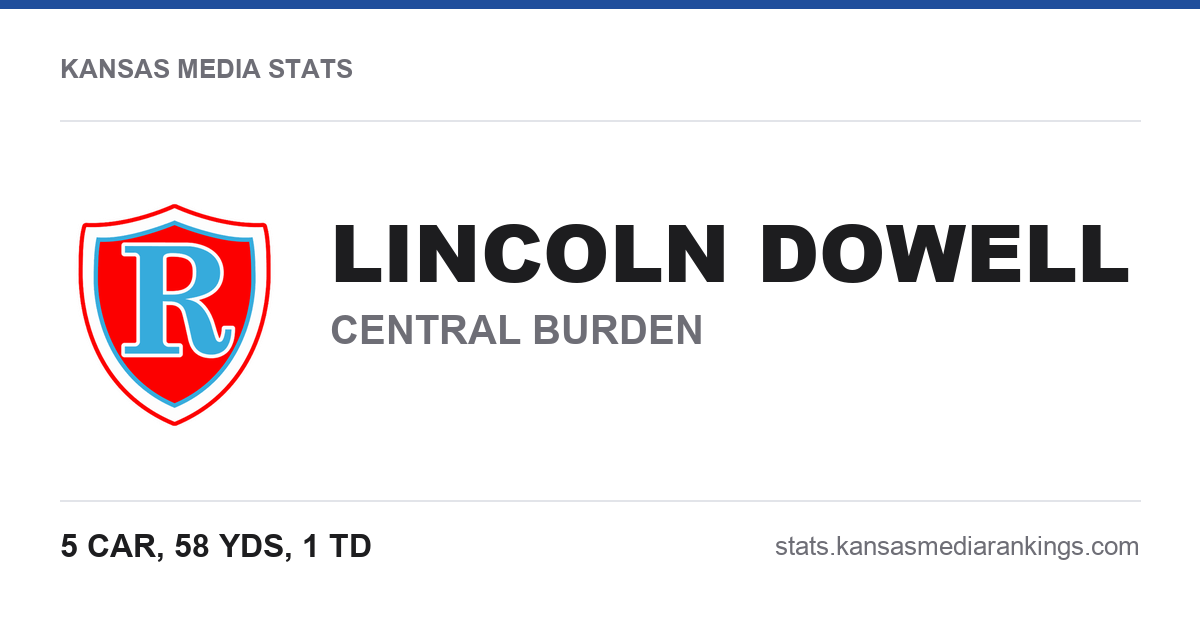 KANSAS MEDIA STATS
R
LINCOLN DOWELL
CENTRAL BURDEN
5 CAR, 58 YDS, 1 TD
stats.kansasmediarankings.com